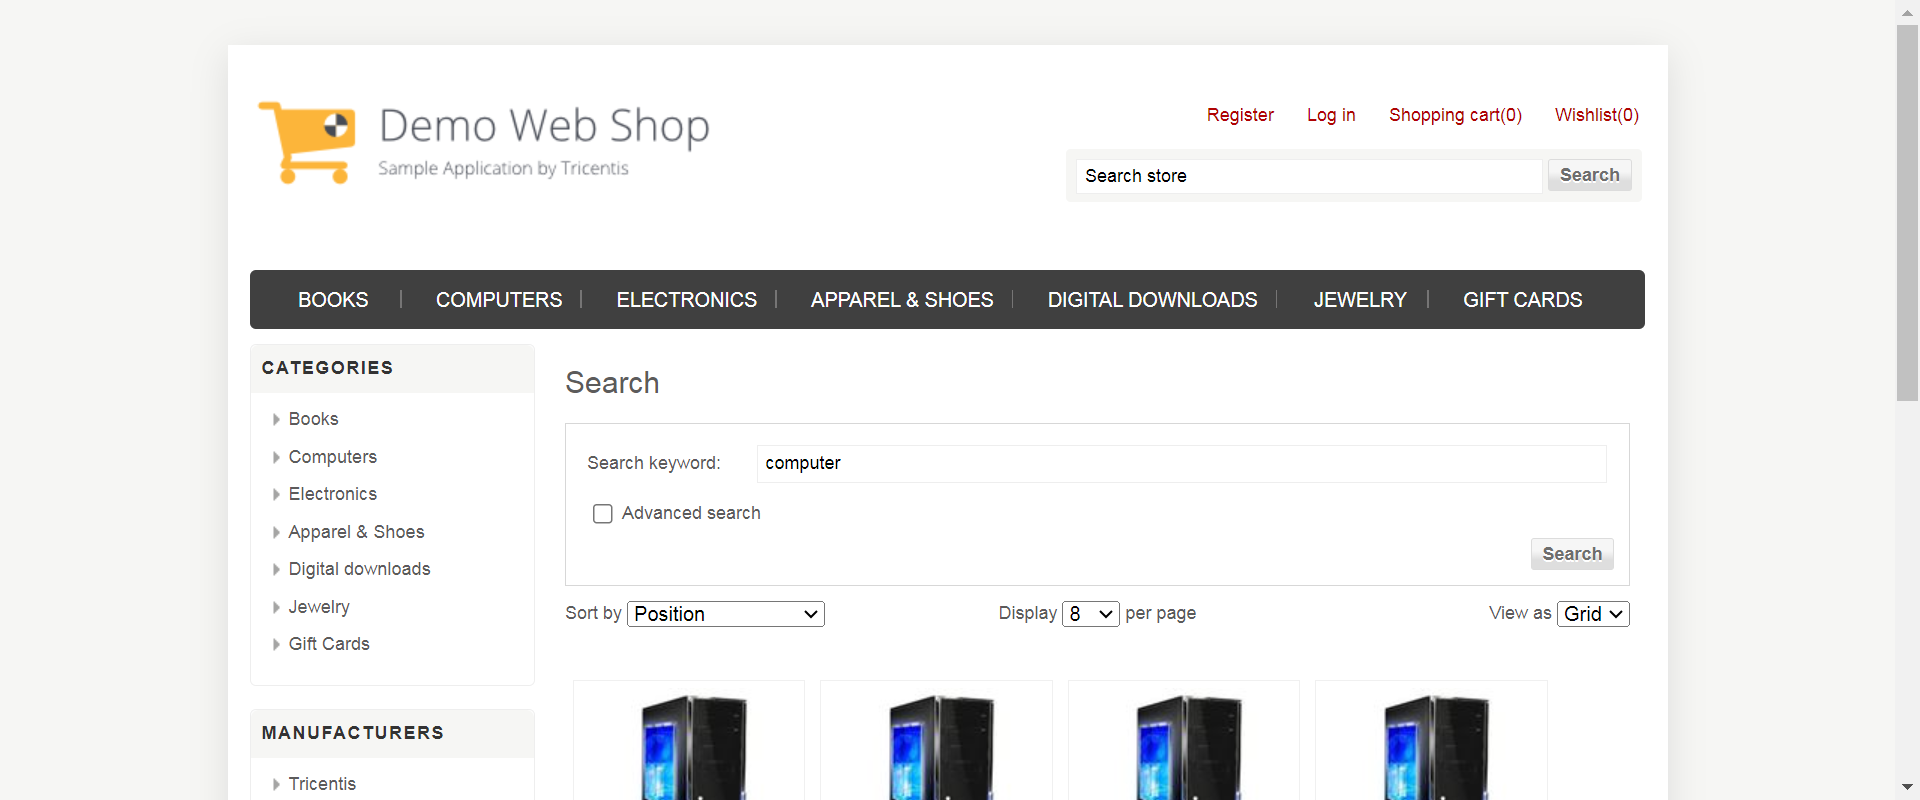 Demo Web Shop
Sample Application by Tricentis
Register Log in Shopping cart(0) Wishlist(0)
Search store Search
BOOKS COMPUTERS ELECTRONICS APPAREL & SHOES DIGITAL DOWNLOADS JEWELRY GIFT CARDS
CATEGORIES
Books
Computers
Electronics
Apparel & Shoes
Digital downloads
Jewelry
Gift Cards
MANUFACTURERS
Tricentis
Search
Search keyword: computer
Advanced search
Search
Sort by Position Display 8 per page View as Grid